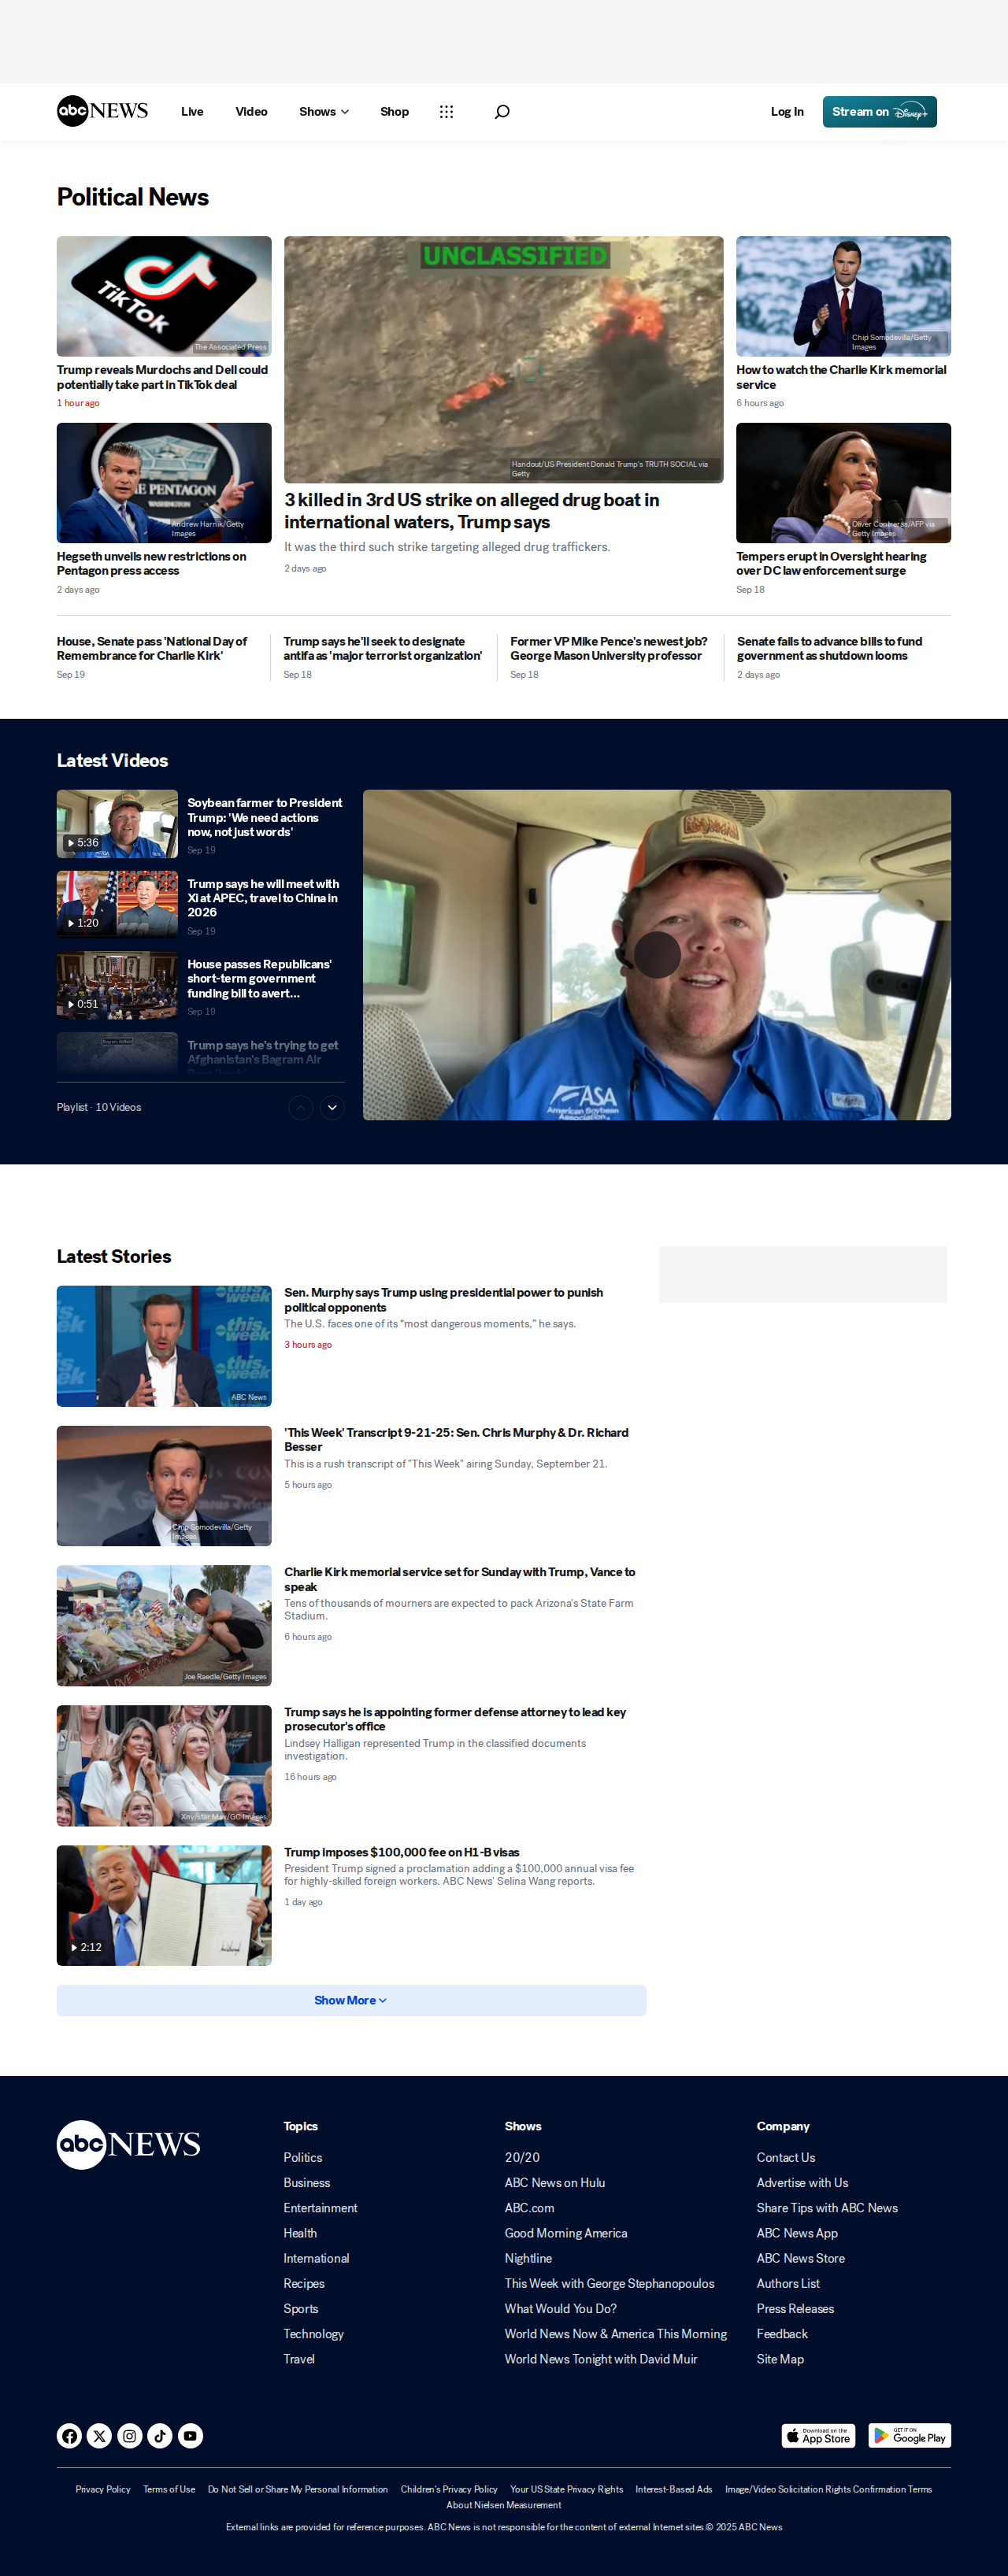 abc NEWS
Live
Video
Shows
Shop
Log In
Stream on Disney+
Political News
TikTok
The Associated Press
Trump reveals Murdochs and Dell could
potentially take part in TikTok deal
1 hour ago
THE PENTAGON
Andrew Harnik/Getty
Images
Hegseth unveils new restrictions on
Pentagon press access
2 days ago
UNCLASSIFIED
Handout/US President Donald Trump's TRUTH SOCIAL via
Getty
3 killed in 3rd US strike on alleged drug boat in
international waters, Trump says
It was the third such strike targeting alleged drug traffickers.
2 days ago
Chip Somodevilla/Getty
Images
How to watch the Charlie Kirk memorial
service
6 hours ago
Oliver Contreras/AFP via
Getty Images
Tempers erupt in Oversight hearing
over DC law enforcement surge
Sep 18
House, Senate pass 'National Day of
Remembrance for Charlie Kirk'
Sep 19
Trump says he'll seek to designate
antifa as 'major terrorist organization'
Sep 18
Former VP Mike Pence's newest job?
George Mason University professor
Sep 18
Senate fails to advance bills to fund
government as shutdown looms
2 days ago
Latest Videos
5:36
Soybean farmer to President
Trump: 'We need actions
now, not just words'
Sep 19
1:20
Trump says he will meet with
Xi at APEC, travel to China in
2026
Sep 19
0:51
House passes Republicans'
short-term government
funding bill to avert...
Sep 19
Trump says he's trying to get
Afghanistan's Bagram Air
Playlist · 10 Videos
ASA
American Soybean
Association
Latest Stories
this week
ABC News
Sen. Murphy says Trump using presidential power to punish
political opponents
The U.S. faces one of its "most dangerous moments," he says.
3 hours ago
Chip Somodevilla/Getty
Images
'This Week' Transcript 9-21-25: Sen. Chris Murphy & Dr. Richard
Besser
This is a rush transcript of "This Week" airing Sunday, September 21.
5 hours ago
Joe Raedle/Getty Images
Charlie Kirk memorial service set for Sunday with Trump, Vance to
speak
Tens of thousands of mourners are expected to pack Arizona's State Farm
Stadium.
6 hours ago
Xny/star Max/GC Images
Trump says he is appointing former defense attorney to lead key
prosecutor's office
Lindsey Halligan represented Trump in the classified documents
investigation.
16 hours ago
2:12
Trump imposes $100,000 fee on H1-B visas
President Trump signed a proclamation adding a $100,000 annual visa fee
for highly-skilled foreign workers. ABC News' Selina Wang reports.
1 day ago
Show More
abc NEWS
Topics
Politics
Business
Entertainment
Health
International
Recipes
Sports
Technology
Travel
Shows
20/20
ABC News on Hulu
ABC.com
Good Morning America
Nightline
This Week with George Stephanopoulos
What Would You Do?
World News Now & America This Morning
World News Tonight with David Muir
Company
Contact Us
Advertise with Us
Share Tips with ABC News
ABC News App
ABC News Store
Authors List
Press Releases
Feedback
Site Map
Download on the
App Store
GET IT ON
Google Play
Privacy Policy
Terms of Use
Do Not Sell or Share My Personal Information
Children's Privacy Policy
Your US State Privacy Rights
Interest-Based Ads
Image/Video Solicitation Rights Confirmation Terms
About Nielsen Measurement
External links are provided for reference purposes. ABC News is not responsible for the content of external Internet sites.© 2025 ABC News